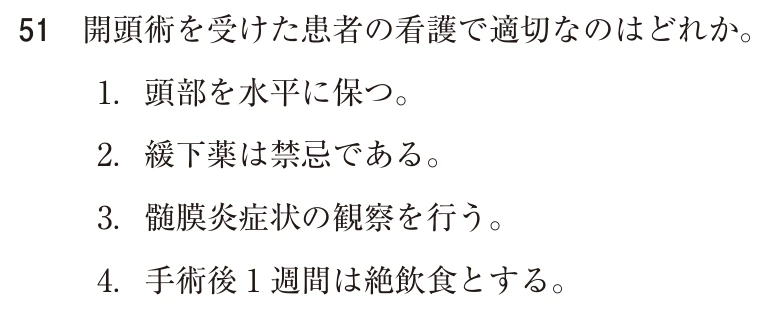 51 開頭術を受けた患者の看護で適切なのはどれか。
1. 頭部を水平に保つ。
2. 緩下薬は禁忌である。
3. 髄膜炎症状の観察を行う。
4. 手術後1週間は絶飲食とする。